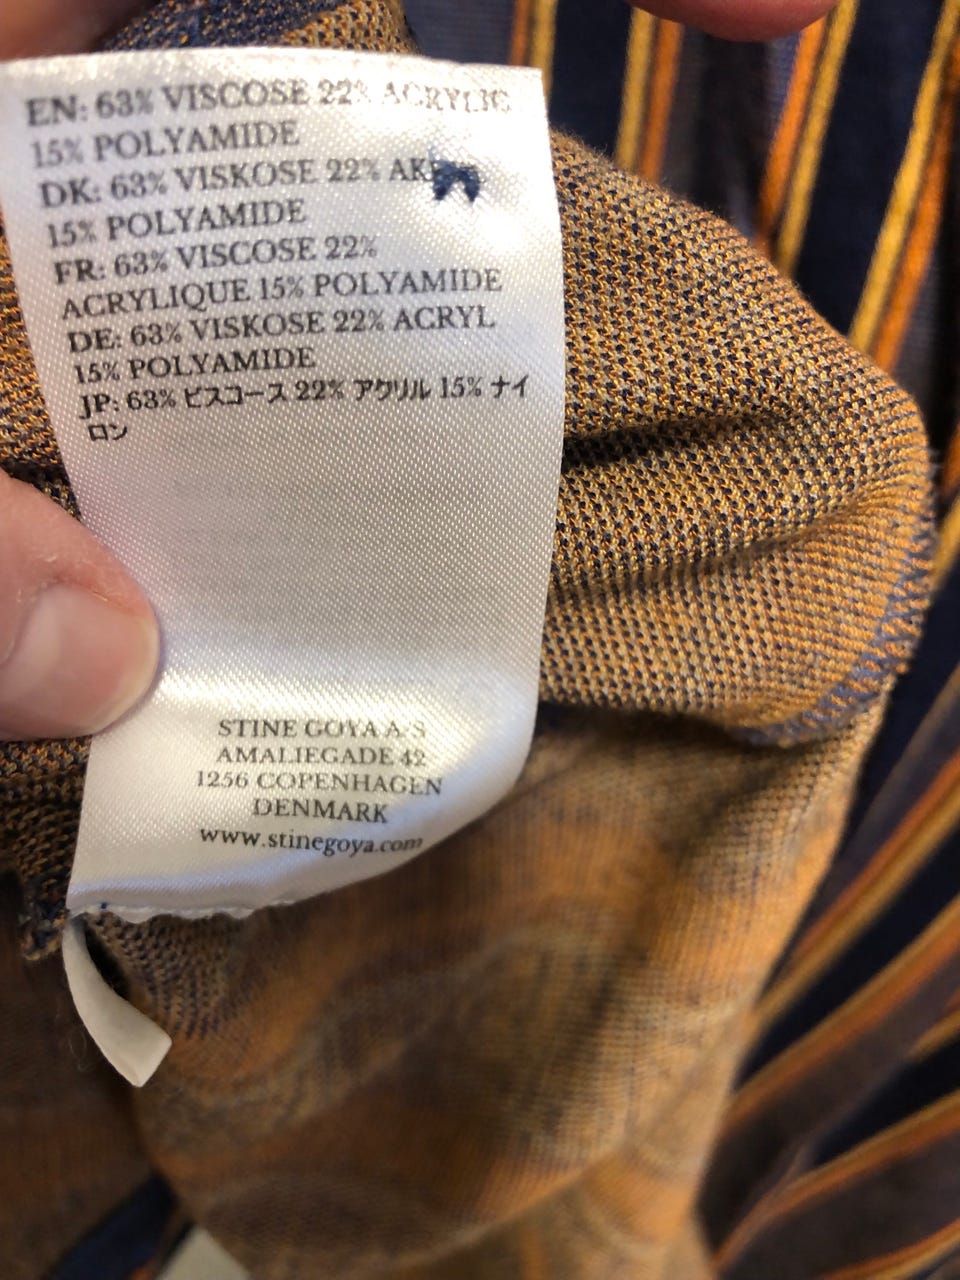 EN: 63% VISCOSE 22% ACRYLIC
15% POLYAMIDE
DK: 63% VISKOSE 22%
15% POLYAMIDE
FR: 63% VISCOSE 22%
ACRYLIQUE 15% POLYAMIDE
DE: 63% VISKOSE 22% ACRYL
15% POLYAMIDE
JP: 63% ビスコース 22% アクリル 15% ナイ
ロン
STINE GOYA A/S
AMALIEGADE 42
1256 COPENHAGEN
DENMARK
www.stinegoya.com